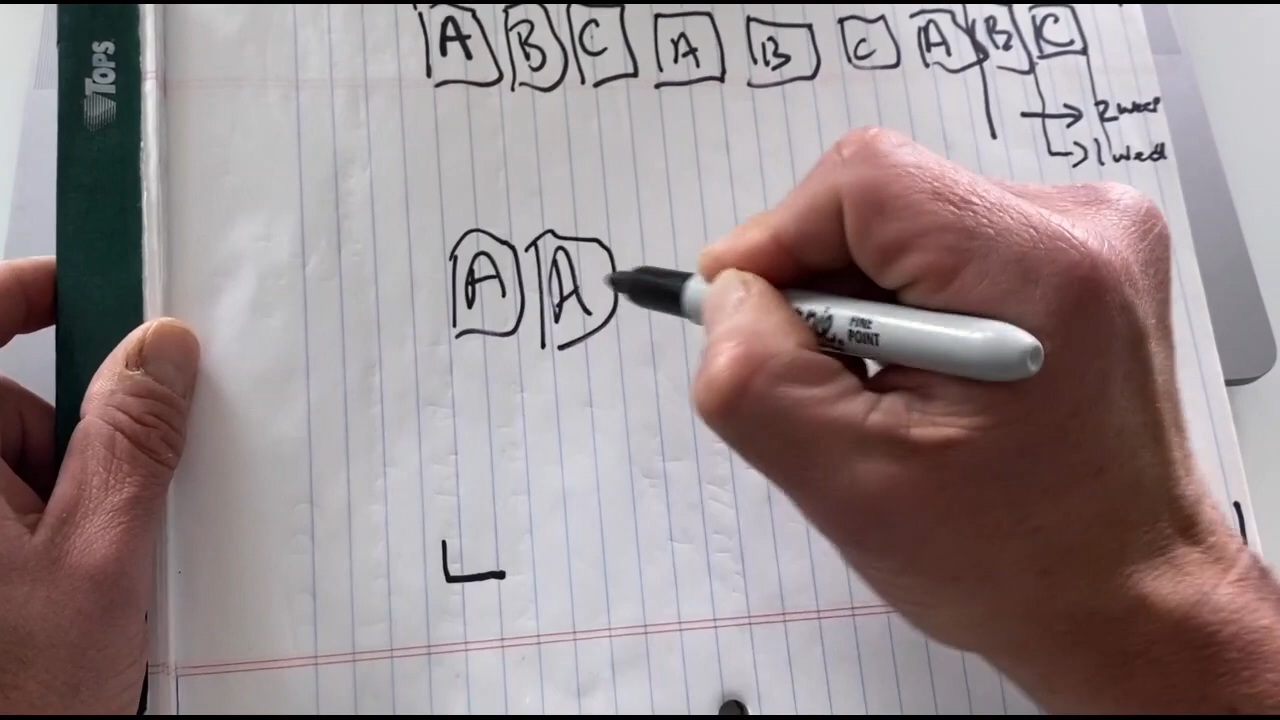 TOPS
A B C A B C A B C
2 week
1 week
A A
FINE
POINT